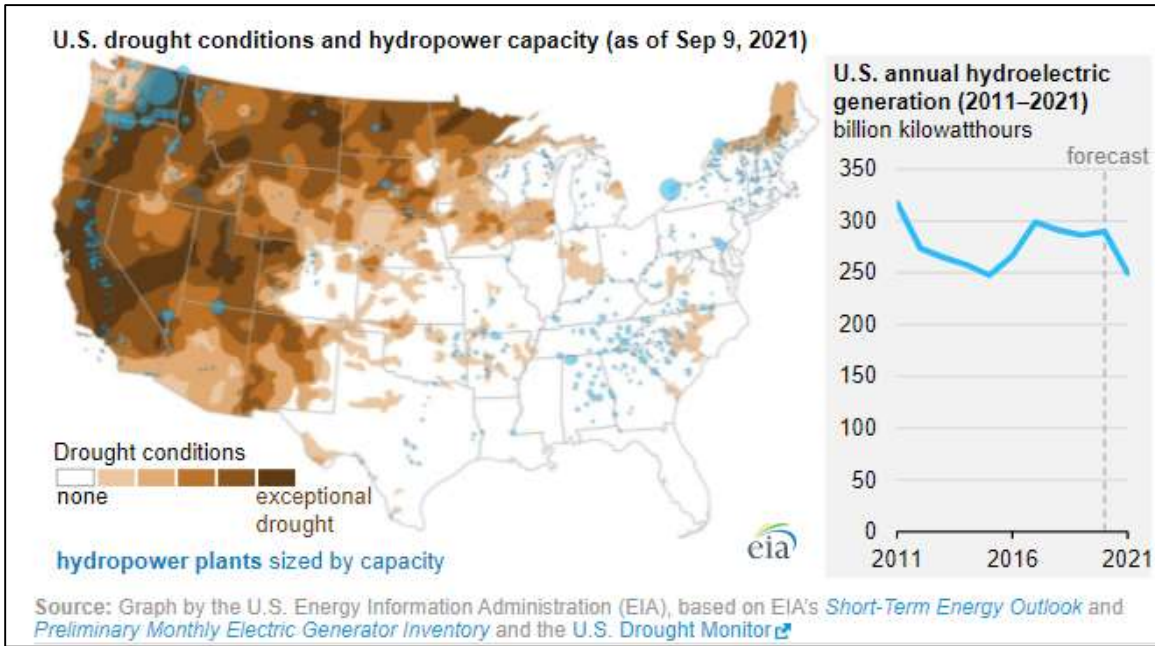 U.S. drought conditions and hydropower capacity (as of Sep 9, 2021)
Drought conditions
none
exceptional
drought
hydropower plants sized by capacity
eia
U.S. annual hydroelectric
generation (2011–2021)
billion kilowatthours
forecast
350
300
250
200
150
100
50
0
2011 2016 2021
Source: Graph by the U.S. Energy Information Administration (EIA), based on EIA's Short-Term Energy Outlook and
Preliminary Monthly Electric Generator Inventory and the U.S. Drought Monitor